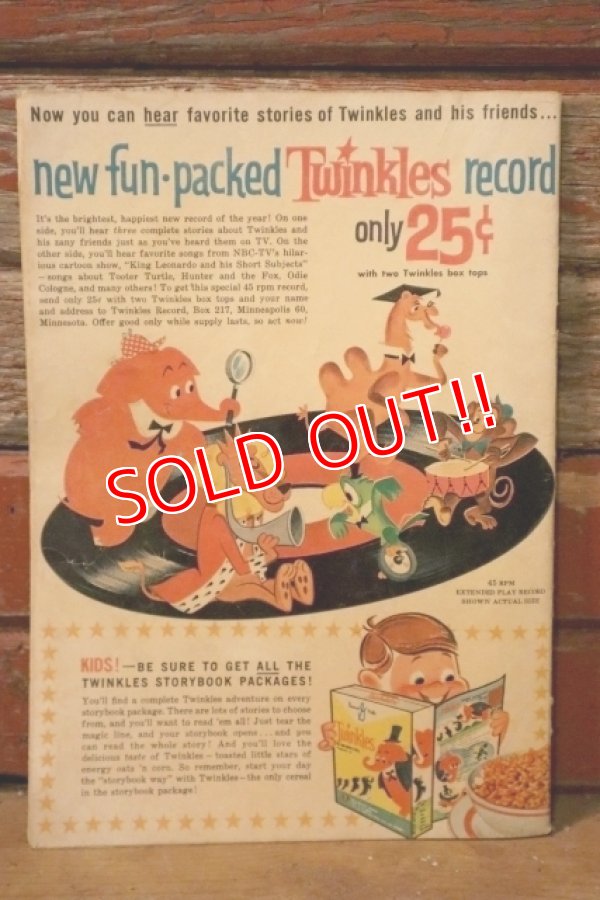 Now you can hear favorite stories of Twinkles and his friends...
new fun-packed Twinkles record
only 25¢
with two Twinkles box tops
It's the brightest, happiest new record of the year! On one
side, you'll hear three complete stories about Twinkles and
his zany friends just as you've heard them on TV. On the
other side, you'll hear favorite songs from NBC-TV's hilar-
ious cartoon show, "King Leonardo and his Short Subjects"
—songs about Tooter Turtle, Hunter and the Fox, Odie
Cologne, and many others! To get this special 45 rpm record,
send only 25¢ with two Twinkles box tops and your name
and address to Twinkles Record, Box 217, Minneapolis 60,
Minnesota. Offer good only while supply lasts, so act now!
SOLD OUT!!
45 RPM
EXTENDED PLAY RECORD
SHOWN ACTUAL SIZE
KIDS!—BE SURE TO GET ALL THE
TWINKLES STORYBOOK PACKAGES!
You'll find a complete Twinkles adventure on every
storybook package. There are lots of stories to choose
from, and you'll want to read 'em all! Just tear the
magic line, and your storybook opens...and you
can read the whole story! And you'll love the
delicious taste of Twinkles—toasted little stars of
energy oats 'n corn. So remember, start your day
the "storybook way" with Twinkles—the only cereal
in the storybook package!
Twinkles